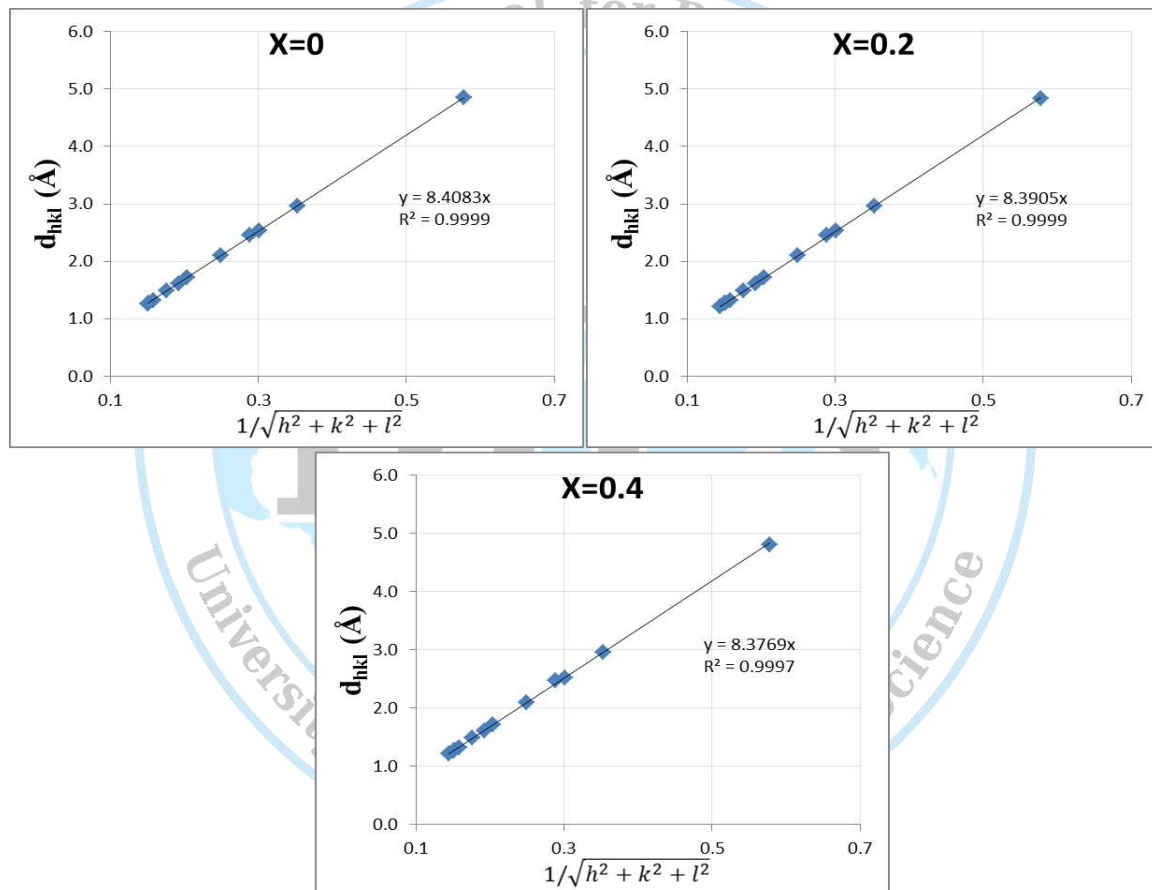 X=0
6.0
5.0
4.0
3.0
2.0
1.0
0.0
d_hkl (Å)
y = 8.4083x
R² = 0.9999
0.1 0.3 0.5 0.7
1/√(h² + k² + l²)
X=0.2
6.0
5.0
4.0
3.0
2.0
1.0
0.0
d_hkl (Å)
y = 8.3905x
R² = 0.9999
0.1 0.3 0.5 0.7
1/√(h² + k² + l²)
X=0.4
6.0
5.0
4.0
3.0
2.0
1.0
0.0
d_hkl (Å)
y = 8.3769x
R² = 0.9997
0.1 0.3 0.5 0.7
1/√(h² + k² + l²)